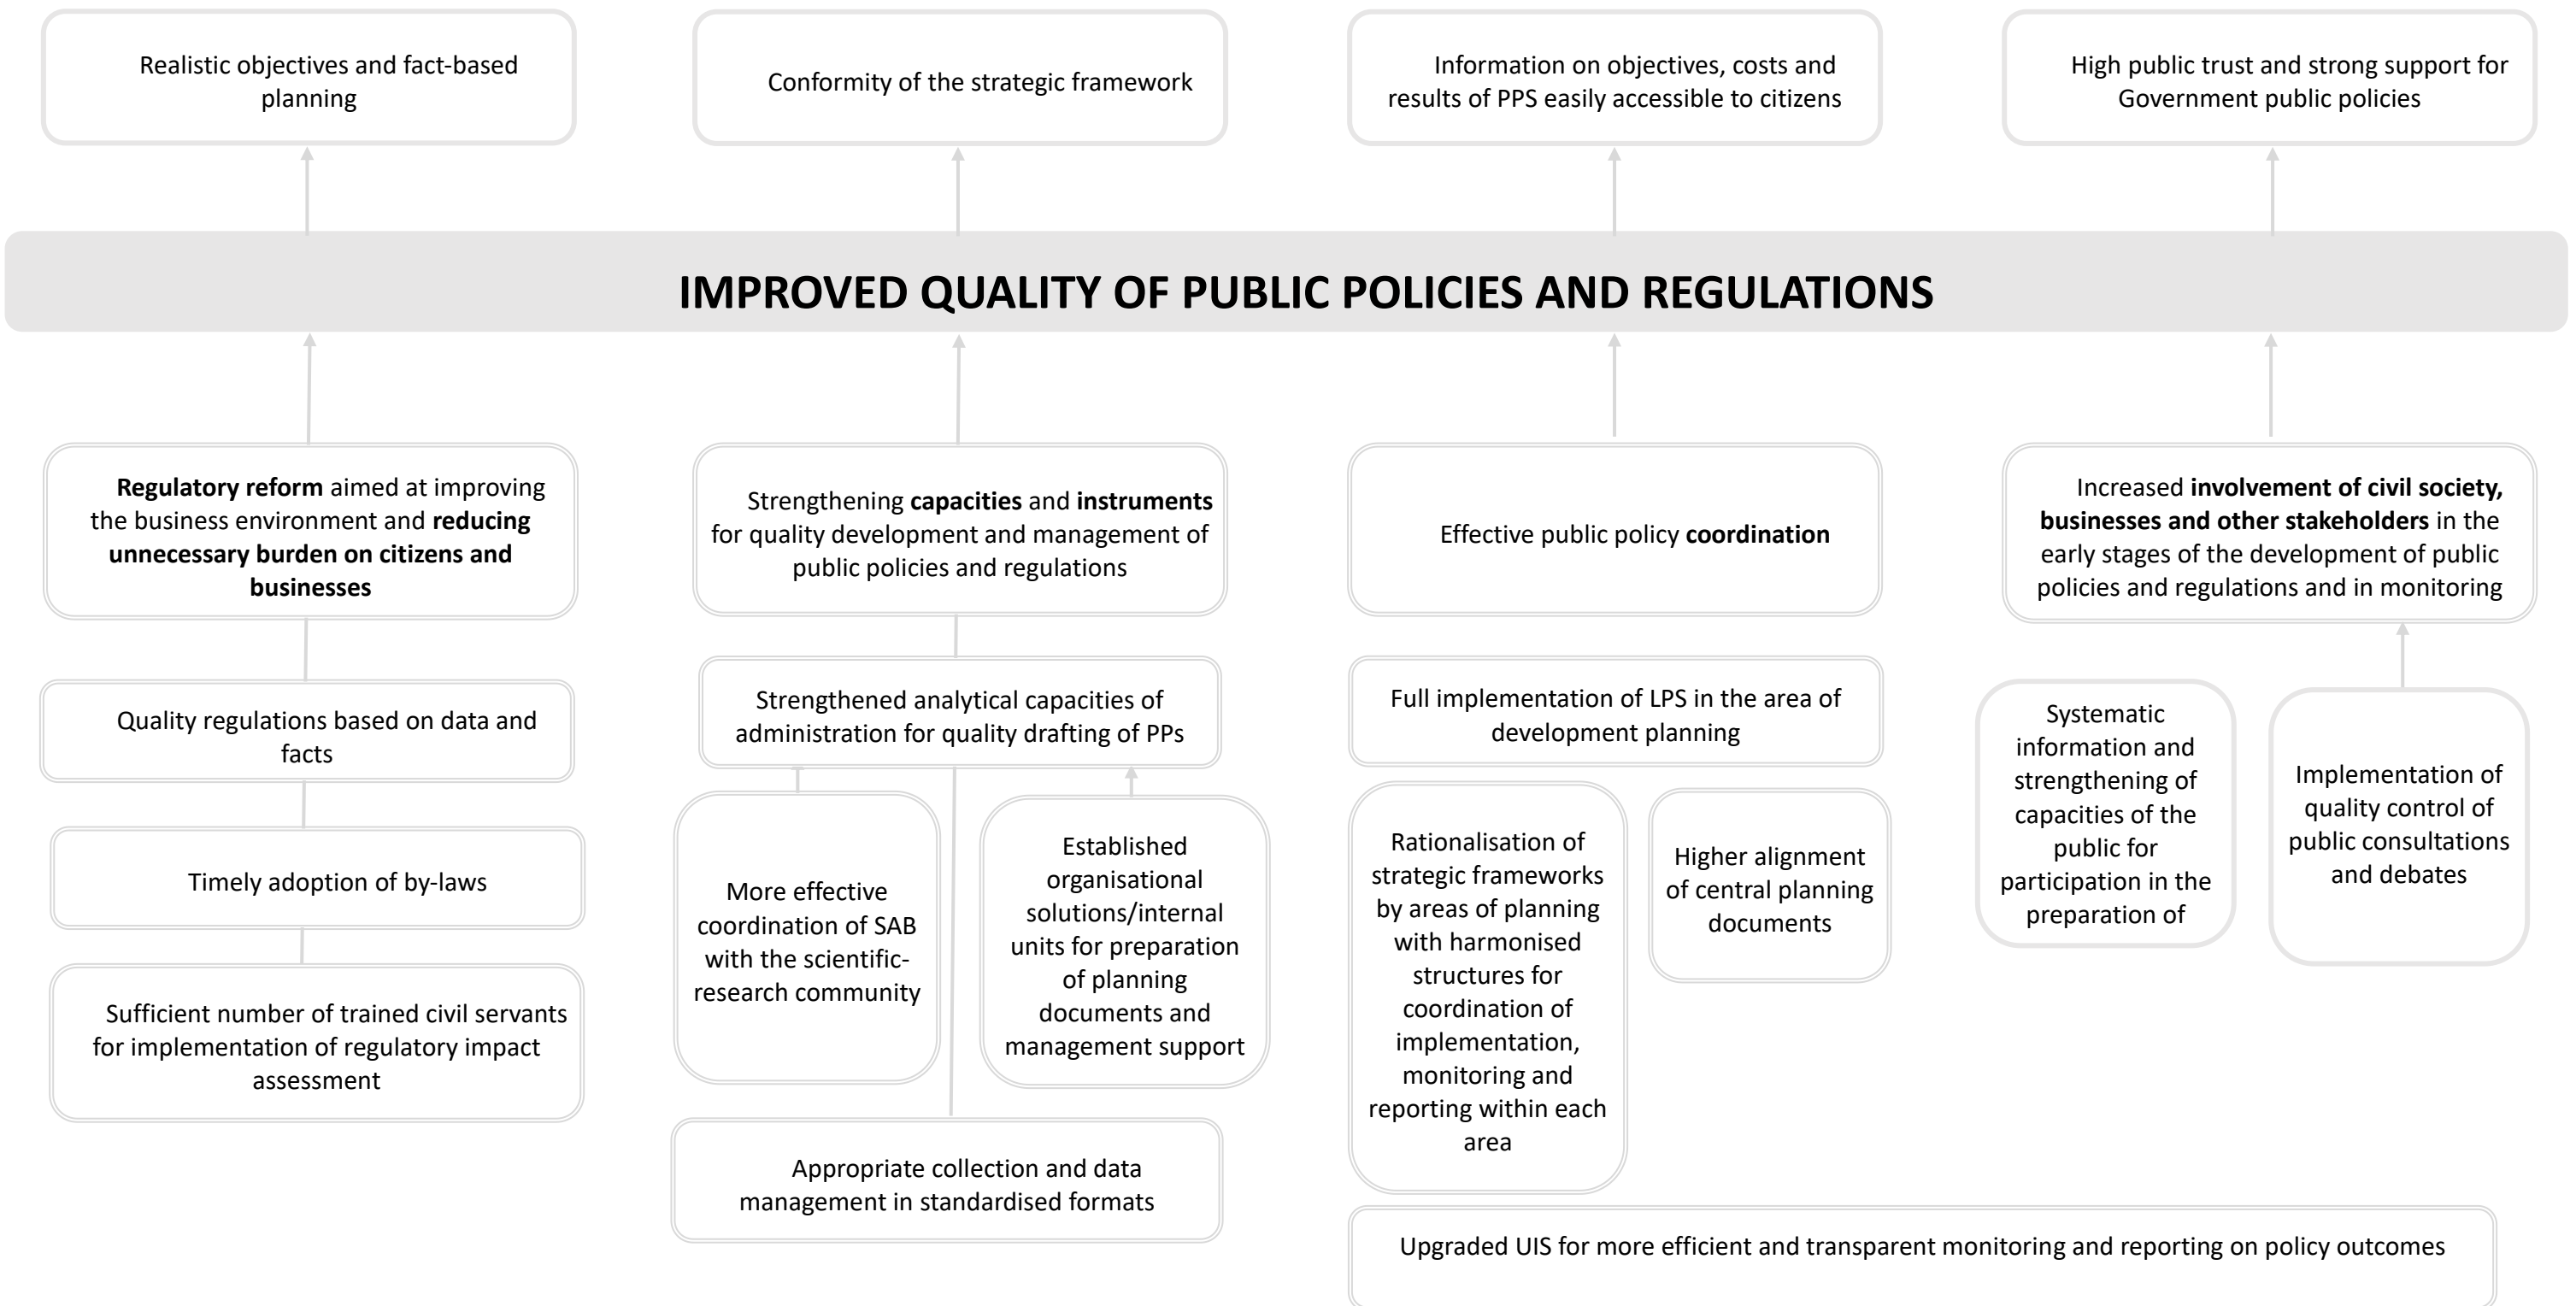 Realistic objectives and fact-based
planning
Conformity of the strategic framework
Information on objectives, costs and
results of PPS easily accessible to citizens
High public trust and strong support for
Government public policies
IMPROVED QUALITY OF PUBLIC POLICIES AND REGULATIONS
Regulatory reform aimed at improving
the business environment and reducing
unnecessary burden on citizens and
businesses
Strengthening capacities and instruments
for quality development and management of
public policies and regulations
Effective public policy coordination
Increased involvement of civil society,
businesses and other stakeholders in the
early stages of the development of public
policies and regulations and in monitoring
Quality regulations based on data and
facts
Strengthened analytical capacities of
administration for quality drafting of PPs
Full implementation of LPS in the area of
development planning
Systematic
information and
strengthening of
capacities of the
public for
participation in the
preparation of
Implementation of
quality control of
public consultations
and debates
Timely adoption of by-laws
More effective
coordination of SAB
with the scientific-
research community
Established
organisational
solutions/internal
units for preparation
of planning
documents and
management support
Rationalisation of
strategic frameworks
by areas of planning
with harmonised
structures for
coordination of
implementation,
monitoring and
reporting within each
area
Higher alignment
of central planning
documents
Sufficient number of trained civil servants
for implementation of regulatory impact
assessment
Appropriate collection and data
management in standardised formats
Upgraded UIS for more efficient and transparent monitoring and reporting on policy outcomes